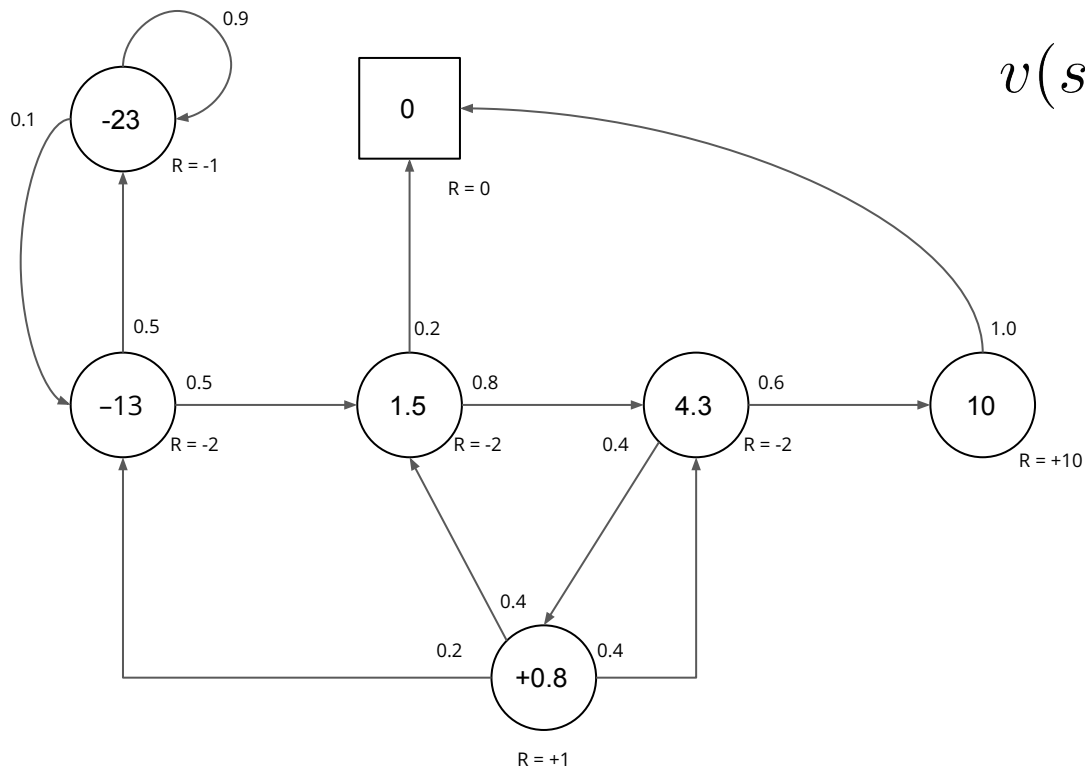 0.9
v(s
-23
0
0.1
R = -1
R = 0
0.5
0.2
1.0
–13
0.5
1.5
0.8
4.3
0.6
10
R = -2
R = -2
0.4
R = -2
R = +10
0.4
0.2
0.4
+0.8
R = +1